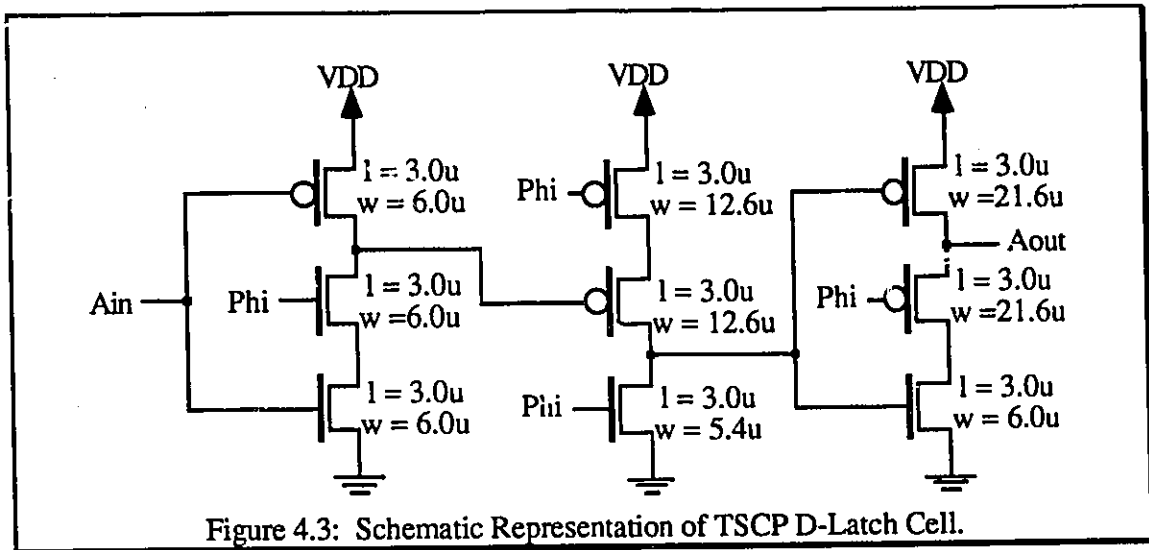 VDD
VDD
VDD
l = 3.0u
w = 6.0u
Phi
l = 3.0u
w = 12.6u
l = 3.0u
w =21.6u
Aout
Ain
Phi
l = 3.0u
w =6.0u
l = 3.0u
w = 12.6u
Phi
l = 3.0u
w =21.6u
l = 3.0u
w = 6.0u
Phi
l = 3.0u
w = 5.4u
l = 3.0u
w = 6.0u
Figure 4.3: Schematic Representation of TSCP D-Latch Cell.